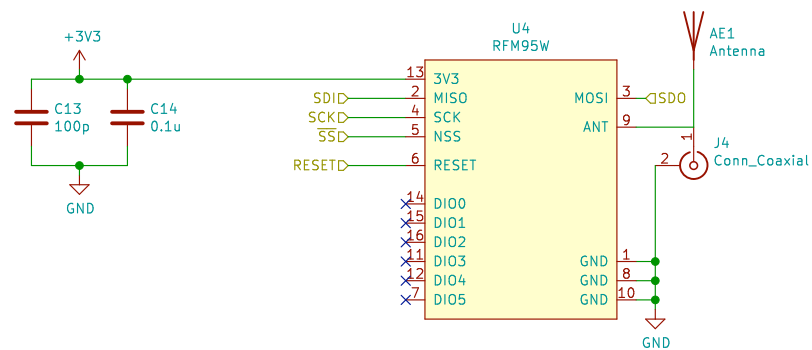 +3V3
C13
100p
C14
0.1u
GND
U4
RFM95W
13
3V3
SDI
2
MISO
SCK
4
SCK
SS
5
NSS
RESET
6
RESET
14
DIO0
15
DIO1
16
DIO2
11
DIO3
12
DIO4
7
DIO5
MOSI
3
SDO
ANT
9
GND
1
GND
8
GND
10
AE1
Antenna
1
J4
2
Conn_Coaxial
GND